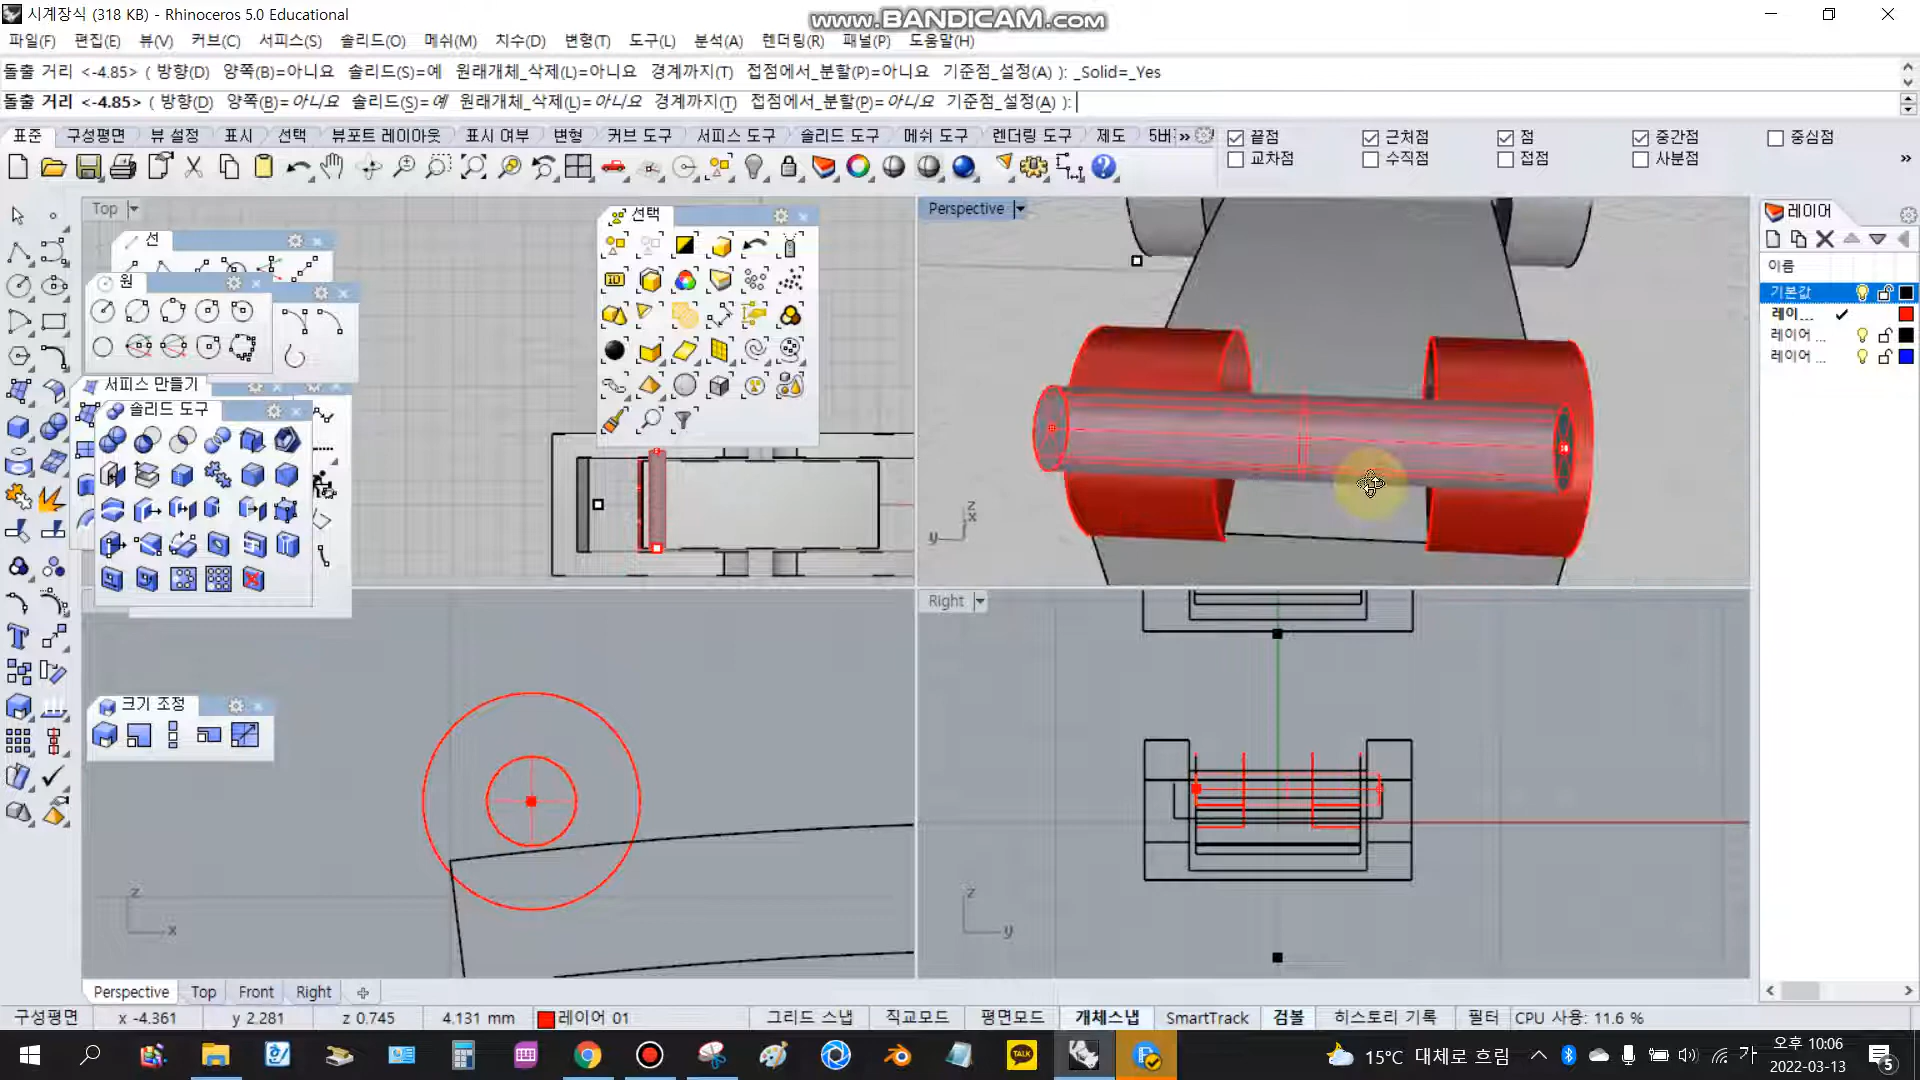 시계장식 (318 KB) - Rhinoceros 5.0 Educational
www.BANDICAM.com
파일(F) 편집(E) 뷰(V) 커브(C) 서피스(S) 솔리드(O) 메쉬(M) 치수(D) 변형(T) 도구(L) 분석(A) 렌더링(R) 패널(P) 도움말(H)
돌출 거리 <-4.85> ( 방향(D) 양쪽(B)=아니요 솔리드(S)=예 원래개체_삭제(L)=아니요 경계까지(T) 접점에서_분할(P)=아니요 기준점_설정(A) ): _Solid=_Yes
돌출 거리 <-4.85> ( 방향(D) 양쪽(B)=아니요 솔리드(S)=예 원래개체_삭제(L)=아니요 경계까지(T) 접점에서_분할(P)=아니요 기준점_설정(A) ):
표준 구성평면 뷰 설정 표시 선택 뷰포트 레이아웃 표시 여부 변형 커브 도구 서피스 도구 솔리드 도구 메쉬 도구 렌더링 도구 제도 5버
끝점 근처점 점 중간점 중심점
교차점 수직점 접점 사분점
Top
선택
Perspective
레이어
선
원
이름
기본값
레이...
레이어 ...
레이어 ...
서피스 만들기
솔리드 도구
크기 조정
Right
z
x
y
z
x
z
y
Perspective Top Front Right
구성평면 x -4.361 y 2.281 z 0.745 4.131 mm 레이어 01 그리드 스냅 직교모드 평면모드 개체스냅 SmartTrack 검볼 히스토리 기록 필터 CPU 사용: 11.6 %
TALK
15°C 대체로 흐림
가
오후 10:06
2022-03-13
5